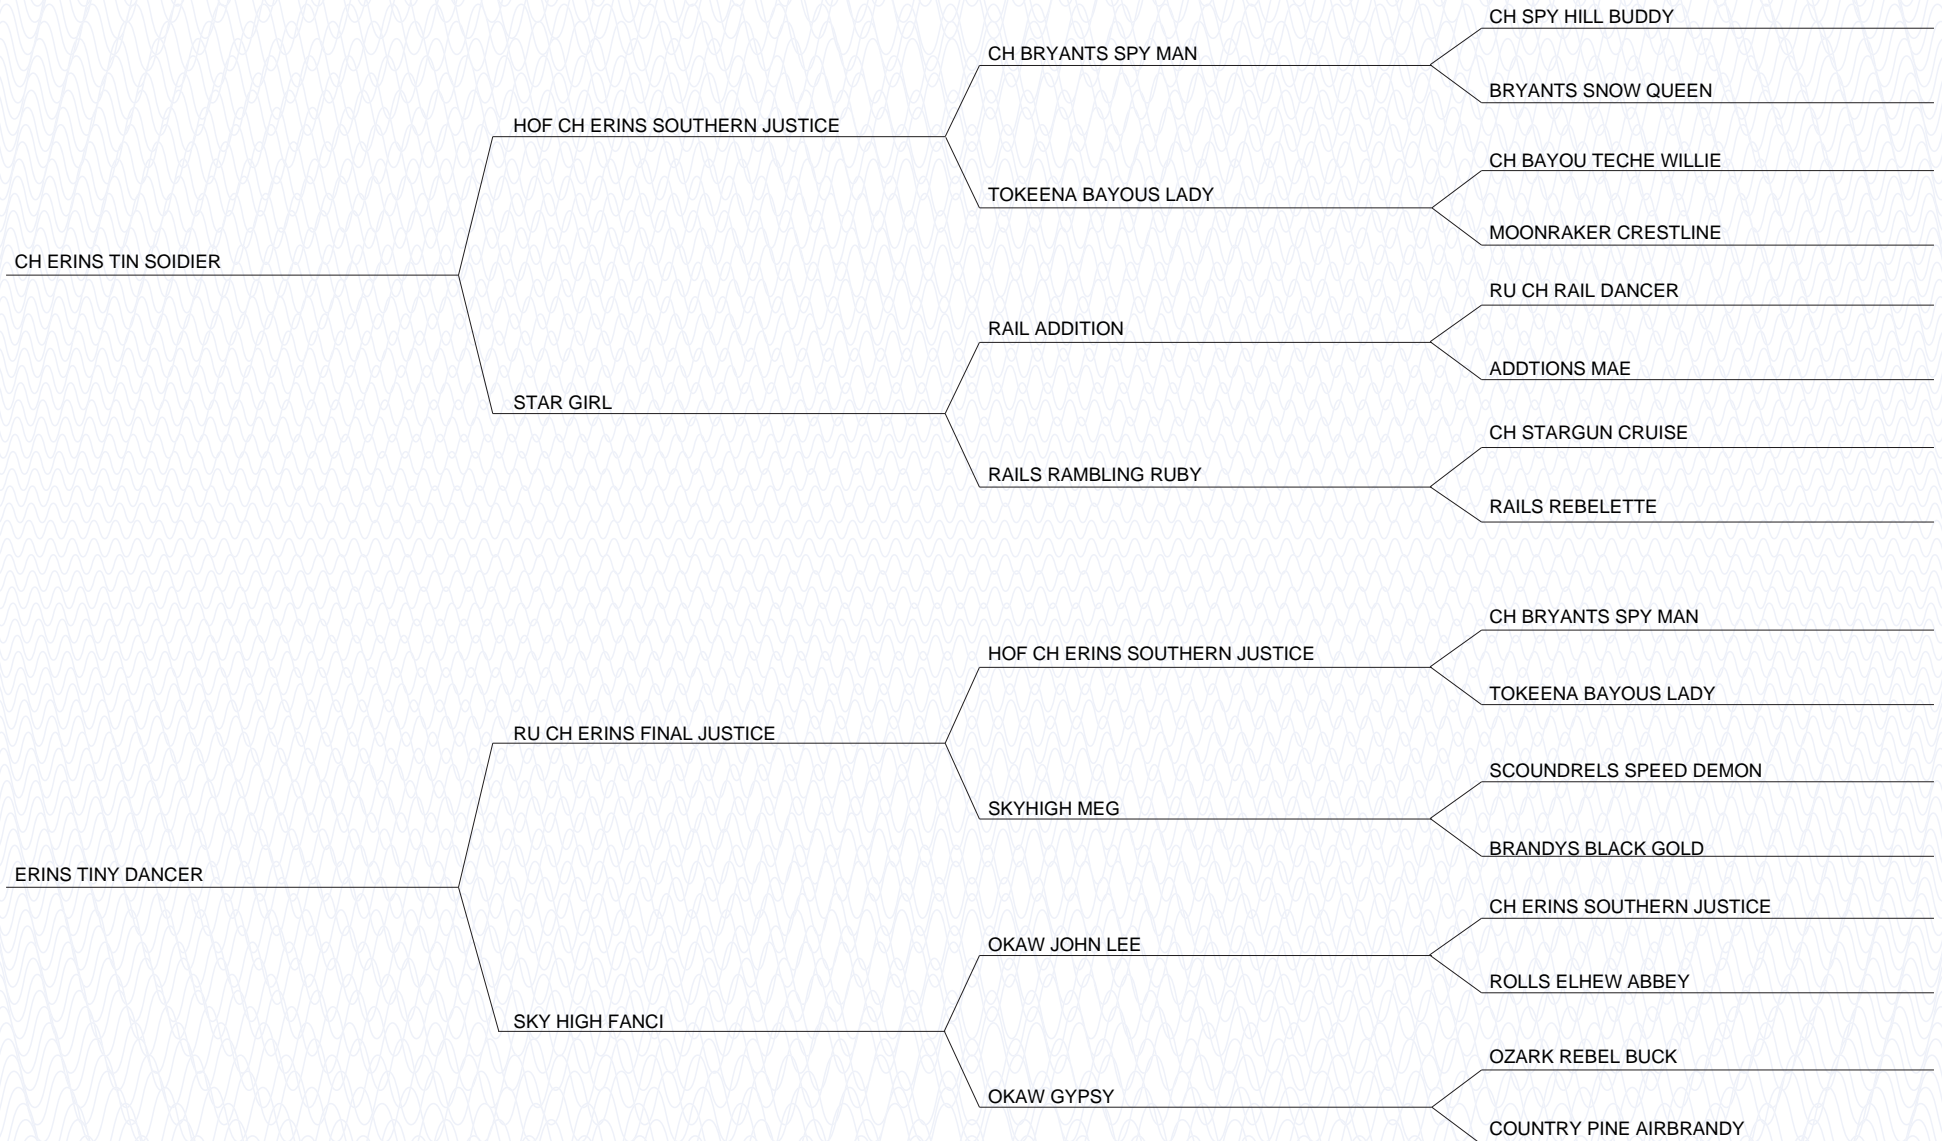 CH SPY HILL BUDDY
CH BRYANTS SPY MAN
BRYANTS SNOW QUEEN
HOF CH ERINS SOUTHERN JUSTICE
CH BAYOU TECHE WILLIE
TOKEENA BAYOUS LADY
MOONRAKER CRESTLINE
CH ERINS TIN SOIDIER
RU CH RAIL DANCER
RAIL ADDITION
ADDTIONS MAE
STAR GIRL
CH STARGUN CRUISE
RAILS RAMBLING RUBY
RAILS REBELETTE
CH BRYANTS SPY MAN
HOF CH ERINS SOUTHERN JUSTICE
TOKEENA BAYOUS LADY
RU CH ERINS FINAL JUSTICE
SCOUNDRELS SPEED DEMON
SKYHIGH MEG
BRANDYS BLACK GOLD
ERINS TINY DANCER
CH ERINS SOUTHERN JUSTICE
OKAW JOHN LEE
ROLLS ELHEW ABBEY
SKY HIGH FANCI
OZARK REBEL BUCK
OKAW GYPSY
COUNTRY PINE AIRBRANDY